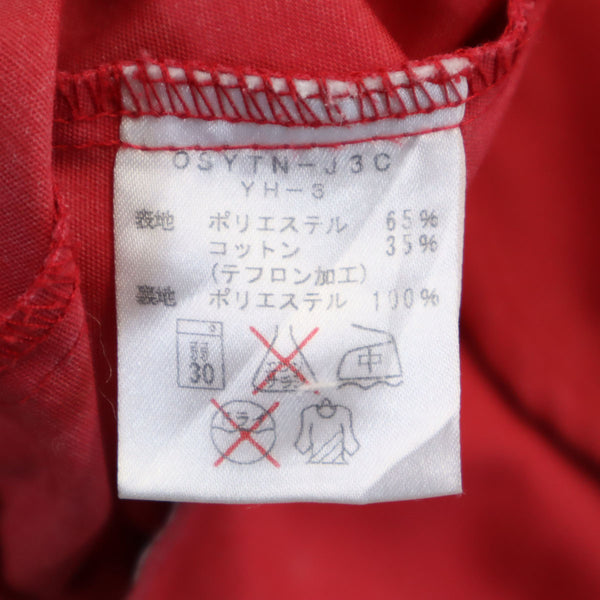 OSYTN-J3C
YH-3
表地 ポリエステル 65%
コットン 35%
(テフロン加工)
裏地 ポリエステル 100%
30
中